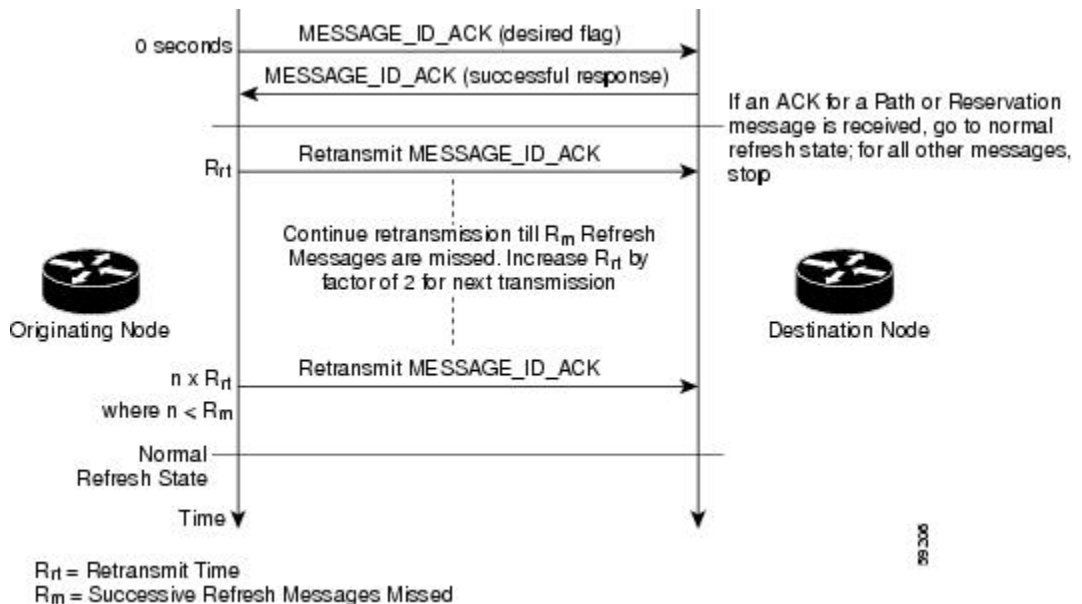 0 seconds
MESSAGE_ID_ACK (desired flag)
MESSAGE_ID_ACK (successful response)
If an ACK for a Path or Reservation
message is received, go to normal
refresh state; for all other messages,
stop
Rrt
Retransmit MESSAGE_ID_ACK
Continue retransmission till Rm Refresh
Messages are missed. Increase Rrt by
factor of 2 for next transmission
Originating Node
Destination Node
n x Rrt
where n < Rm
Retransmit MESSAGE_ID_ACK
Normal
Refresh State
Time
59206
Rrt = Retransmit Time
Rm = Successive Refresh Messages Missed